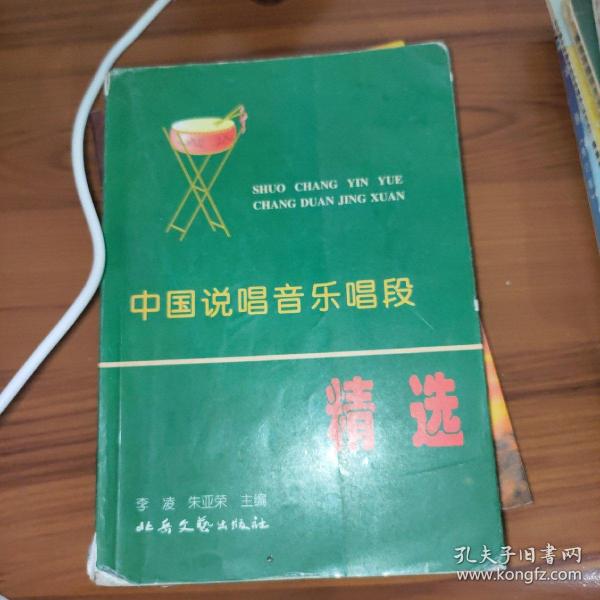 SHUO CHANG YIN YUE
CHANG DUAN JING XUAN
中国说唱音乐唱段
精选
李凌 朱亚荣 主编
北岳文艺出版社
孔夫子旧书网
www.kongfz.com